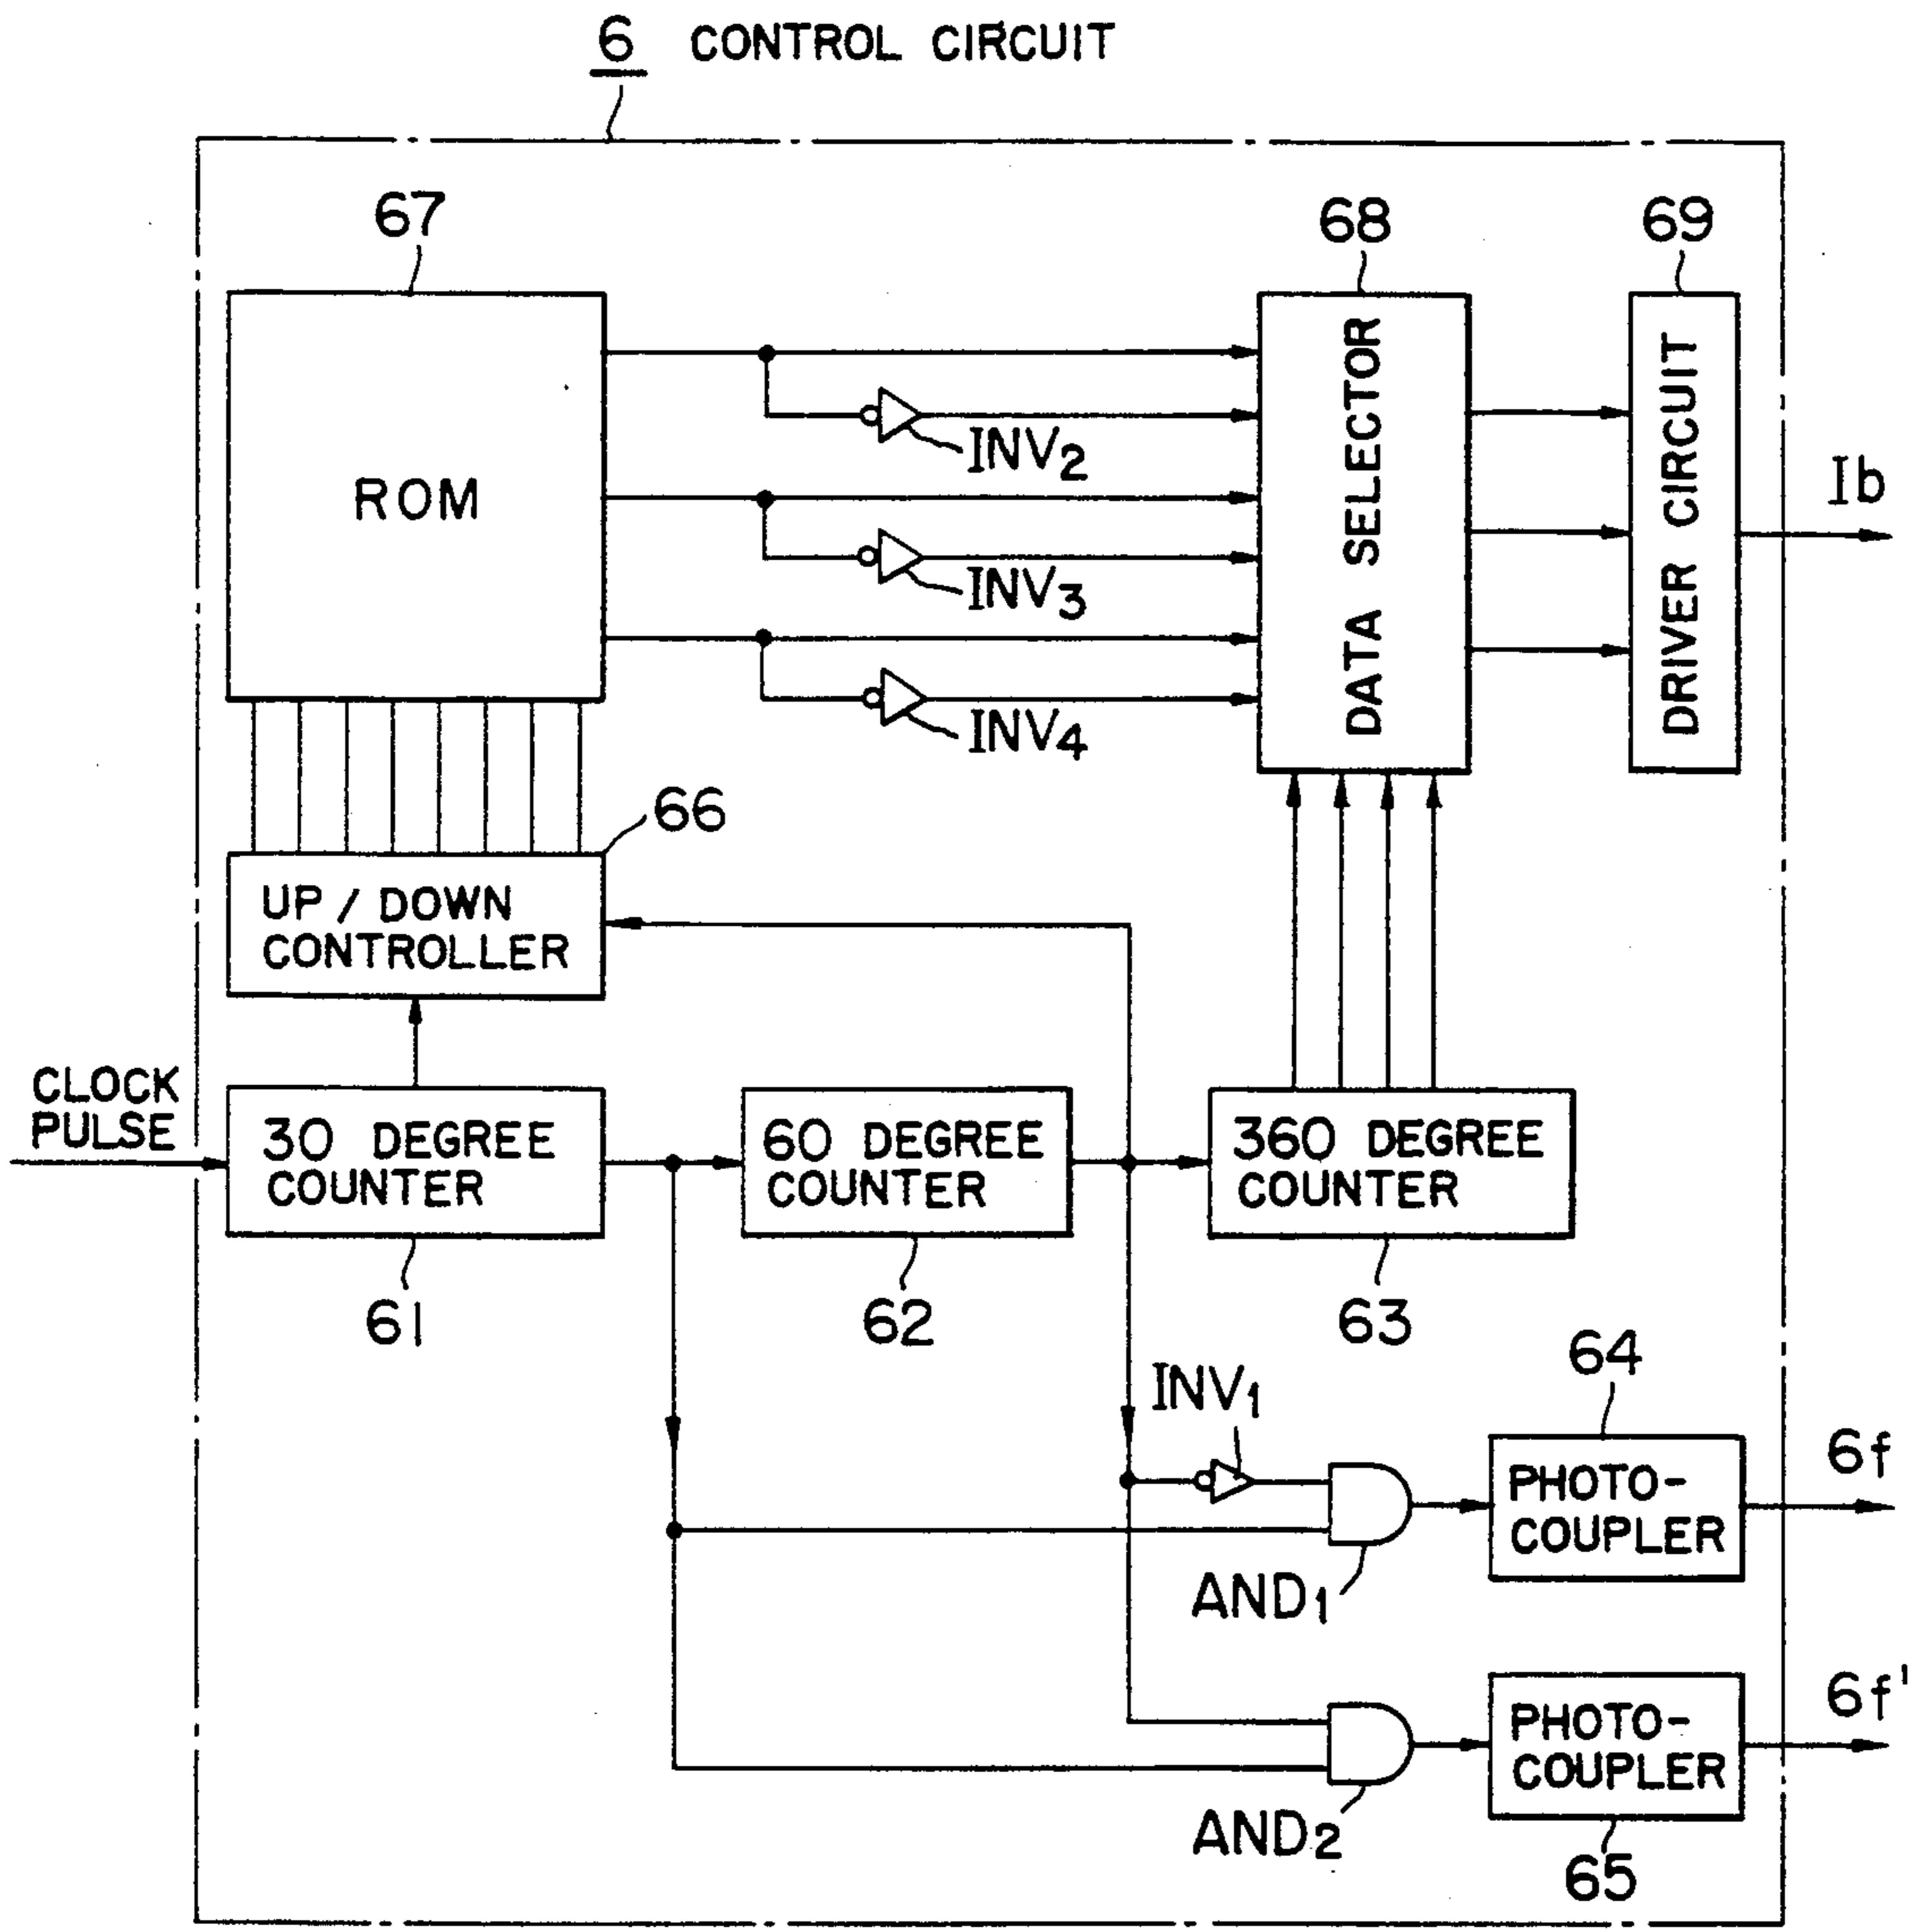 6 CONTROL CIRCUIT
67
68
69
ROM
INV2
INV3
INV4
DATA SELECTOR
DRIVER CIRCUIT
Ib
66
UP / DOWN
CONTROLLER
CLOCK
PULSE
30 DEGREE
COUNTER
60 DEGREE
COUNTER
360 DEGREE
COUNTER
61
62
63
64
INV1
PHOTO-
COUPLER
6f
AND1
PHOTO-
COUPLER
6f'
AND2
65